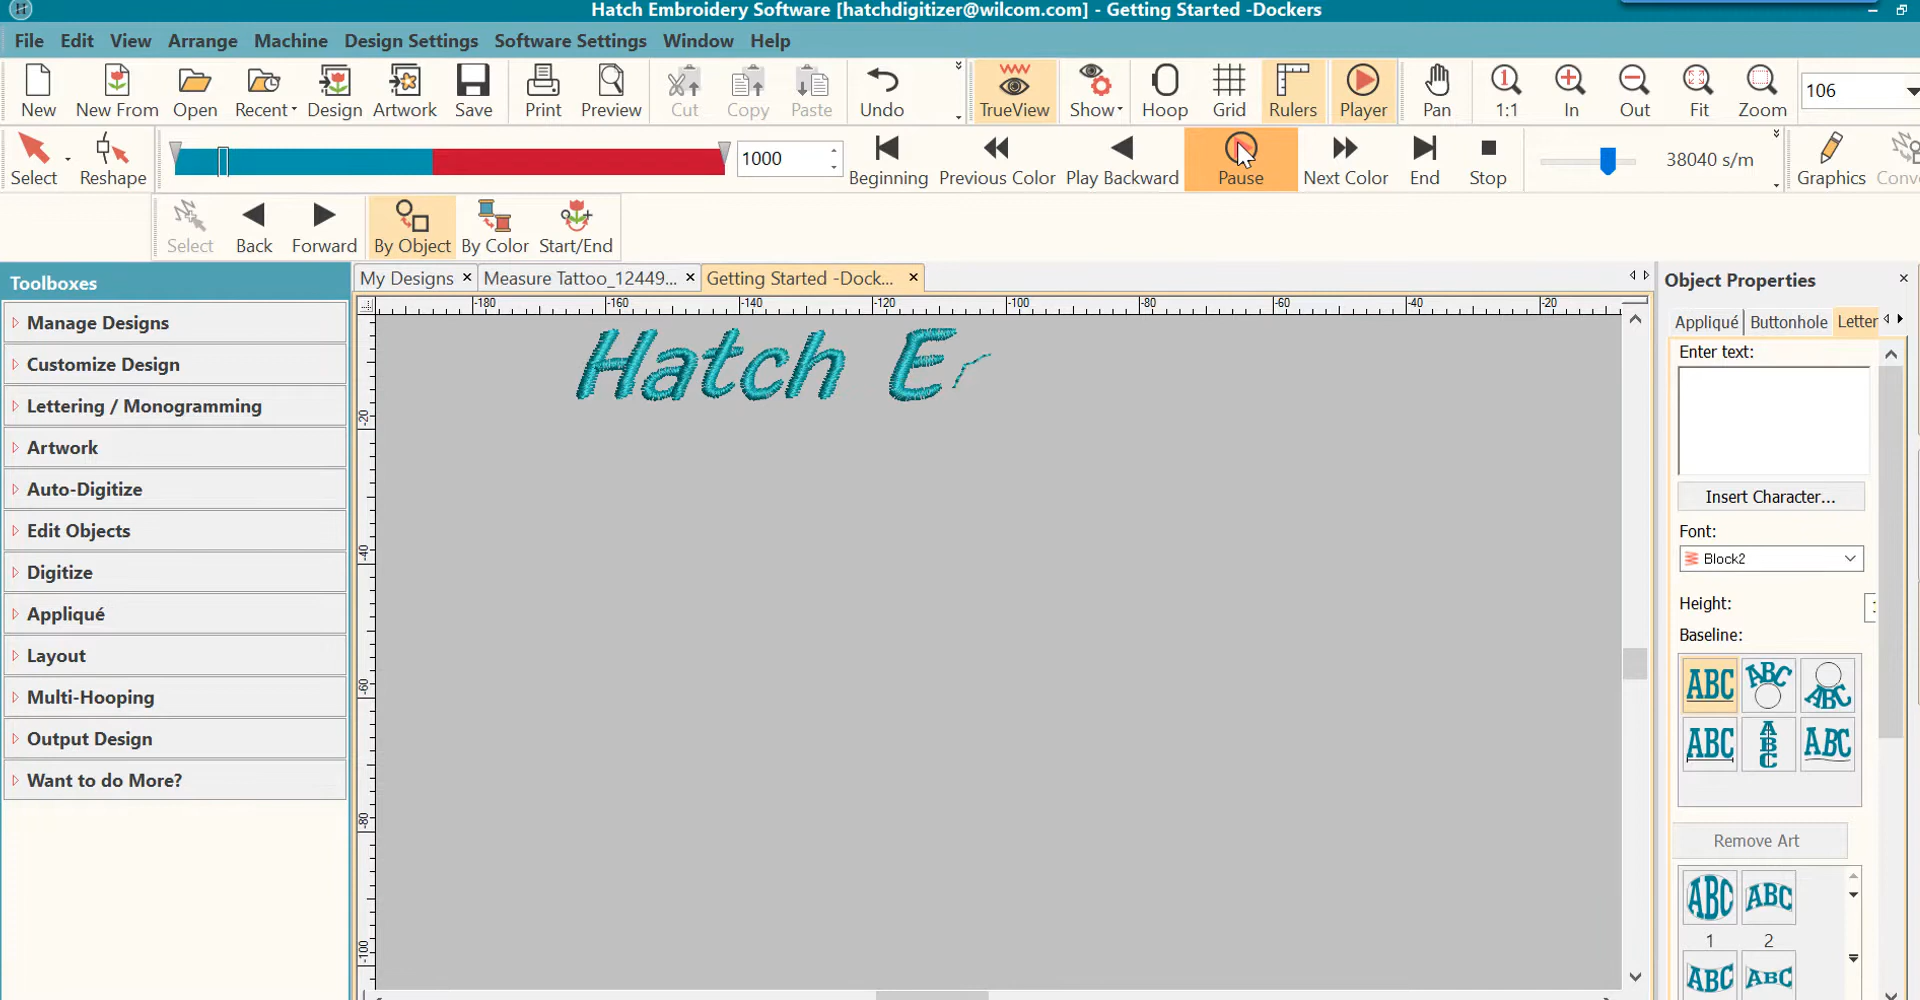 Hatch Embroidery Software [hatchdigitizer@wilcom.com] - Getting Started -Dockers
File Edit View Arrange Machine Design Settings Software Settings Window Help
New New From Open Recent Design Artwork Save Print Preview Cut Copy Paste Undo TrueView Show Hoop Grid Rulers Player Pan 1:1 In Out Fit Zoom 106
Select Reshape 1000 Beginning Previous Color Play Backward Pause Next Color End Stop 38040 s/m Graphics Conv
Select Back Forward By Object By Color Start/End
Toolboxes
Manage Designs
Customize Design
Lettering / Monogramming
Artwork
Auto-Digitize
Edit Objects
Digitize
Appliqué
Layout
Multi-Hooping
Output Design
Want to do More?
My Designs Measure Tattoo_12449... Getting Started -Dock...
-180 -160 -140 -120 -100 -80 -60 -40 -20
-20
-40
-60
-80
-100
Hatch E
Object Properties
Appliqué Buttonhole Letter
Enter text:
Insert Character...
Font:
Block2
Height:
Baseline:
ABC ABC ABC
ABC ABC ABC
Remove Art
ABC ABC
1 2
ABC ABC